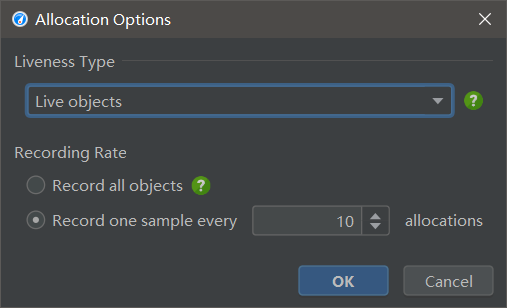 Allocation Options
Liveness Type
Live objects
?
Recording Rate
Record all objects ?
Record one sample every 10 allocations
OK Cancel